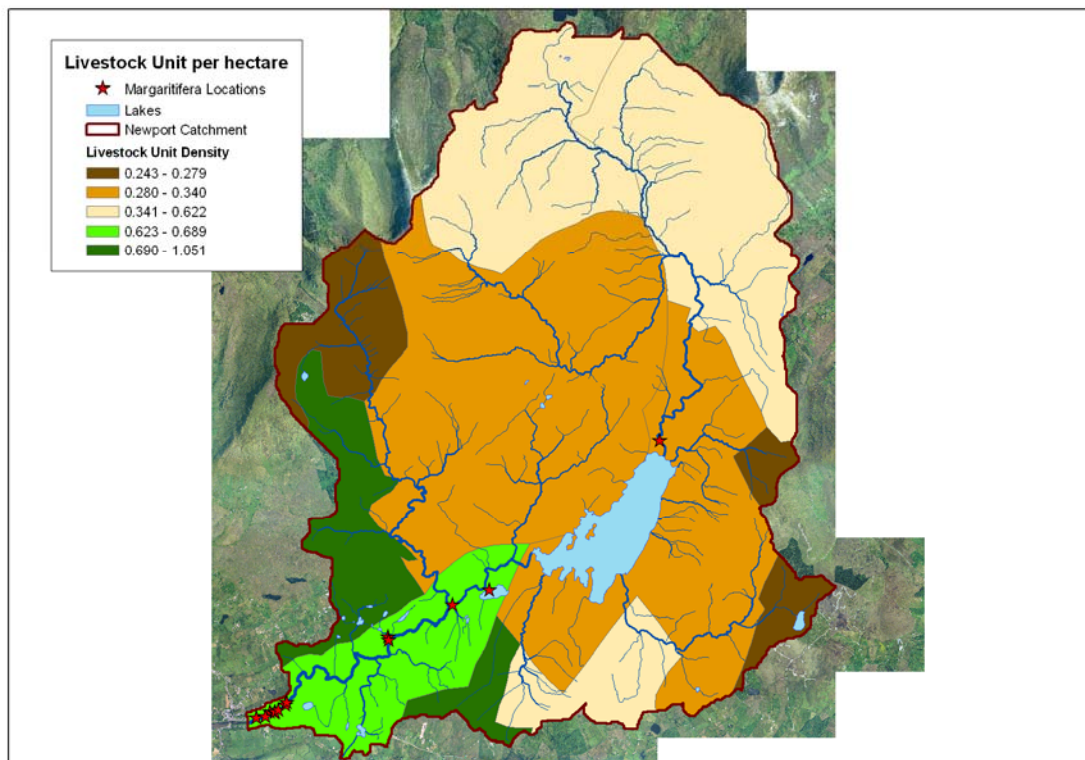 Livestock Unit per hectare
Margaritifera Locations
Lakes
Newport Catchment
Livestock Unit Density
0.243 - 0.279
0.280 - 0.340
0.341 - 0.622
0.623 - 0.689
0.690 - 1.051